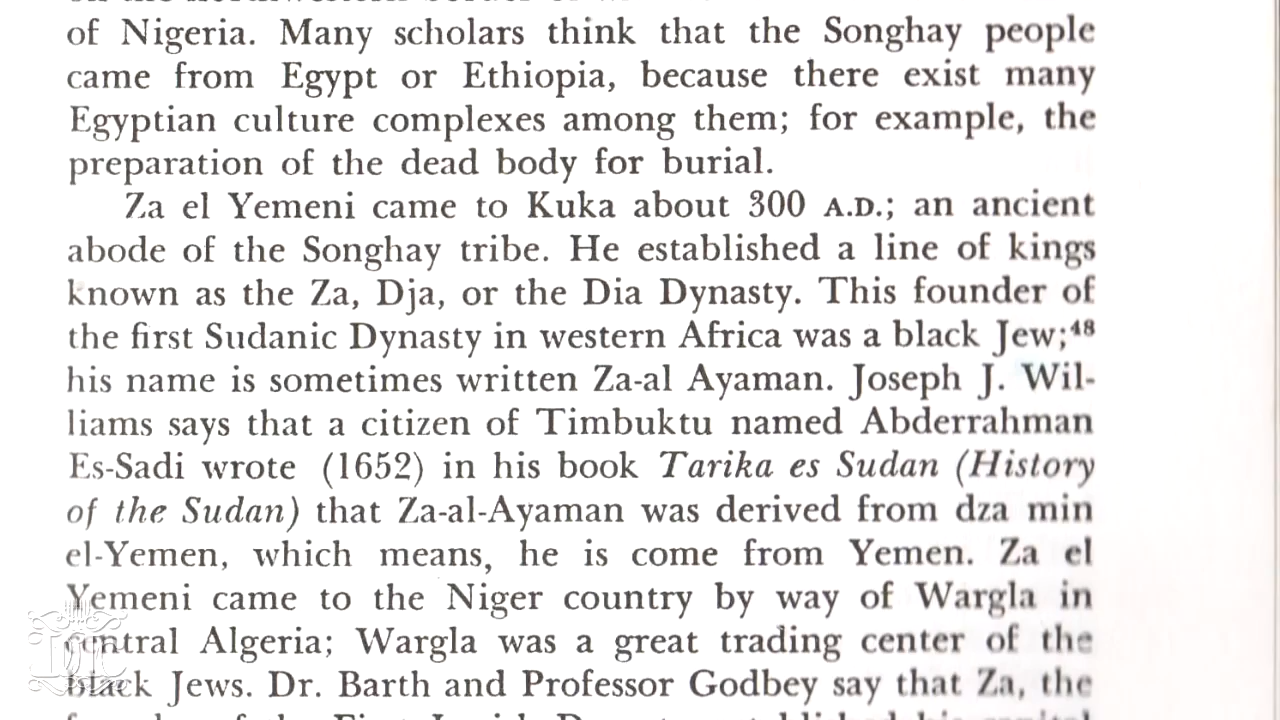 of Nigeria. Many scholars think that the Songhay people
came from Egypt or Ethiopia, because there exist many
Egyptian culture complexes among them; for example, the
preparation of the dead body for burial.
Za el Yemeni came to Kuka about 300 A.D.; an ancient
abode of the Songhay tribe. He established a line of kings
known as the Za, Dja, or the Dia Dynasty. This founder of
the first Sudanic Dynasty in western Africa was a black Jew;48
his name is sometimes written Za-al Ayaman. Joseph J. Wil-
liams says that a citizen of Timbuktu named Abderrahman
Es-Sadi wrote (1652) in his book Tarika es Sudan (History
of the Sudan) that Za-al-Ayaman was derived from dza min
el-Yemen, which means, he is come from Yemen. Za el
Yemeni came to the Niger country by way of Wargla in
central Algeria; Wargla was a great trading center of the
black Jews. Dr. Barth and Professor Godbey say that Za, the